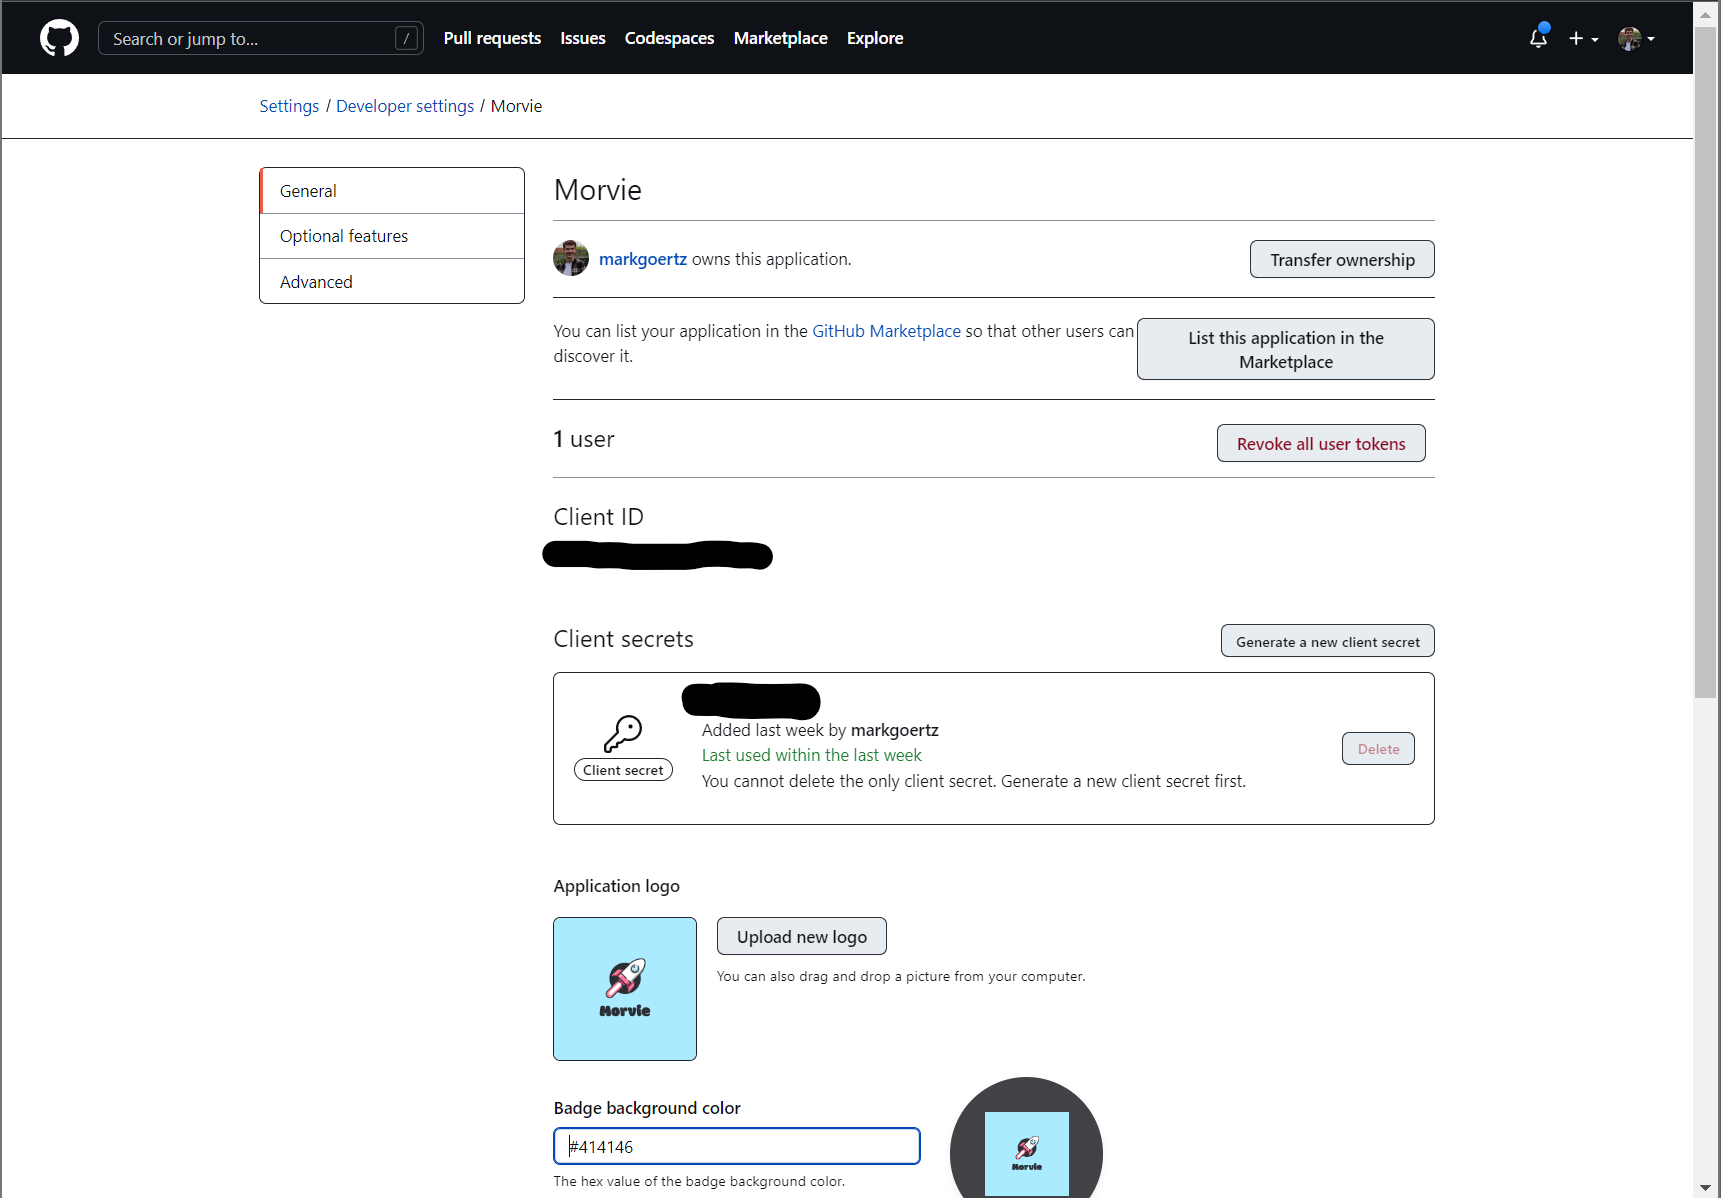 Search or jump to...
/
Pull requests
Issues
Codespaces
Marketplace
Explore
Settings / Developer settings / Morvie
General
Optional features
Advanced
Morvie
markgoertz owns this application.
Transfer ownership
You can list your application in the GitHub Marketplace so that other users can
discover it.
List this application in the
Marketplace
1 user
Revoke all user tokens
Client ID
Client secrets
Generate a new client secret
Client secret
Added last week by markgoertz
Last used within the last week
You cannot delete the only client secret. Generate a new client secret first.
Delete
Application logo
Morvie
Upload new logo
You can also drag and drop a picture from your computer.
Badge background color
#414146
The hex value of the badge background color.
Morvie